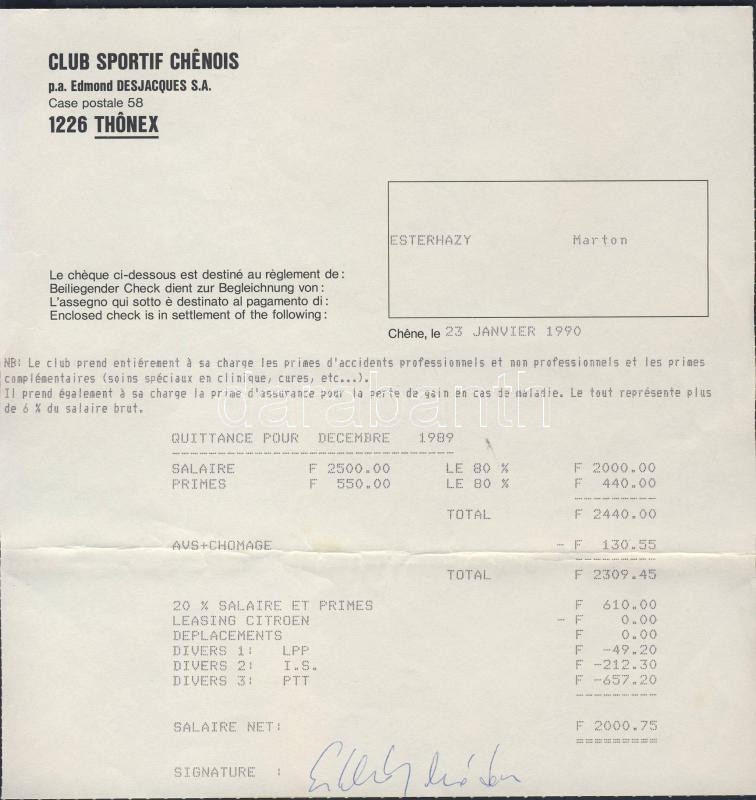 CLUB SPORTIF CHÊNOIS
p.a. Edmond DESJACQUES S.A.
Case postale 58
1226 THÔNEX
ESTERHAZY Marton
Le chèque ci-dessous est destiné au règlement de :
Beiliegender Check dient zur Begleichnung von :
L'assegno qui sotto è destinato al pagamento di :
Enclosed check is in settlement of the following :
Chêne, le 23 JANVIER 1990
NB: Le club prend entiérement à sa charge les primes d'accidents professionnels et non professionnels et les primes
complémentaires (soins spéciaux en clinique, cures, etc...).
Il prend également à sa charge la prime d'assurance pour la perte de gain en cas de maladie. Le tout représente plus
de 6 % du salaire brut.
darabanth
QUITTANCE POUR DECEMBRE 1989
SALAIRE F 2500.00 LE 80 % F 2000.00
PRIMES F 550.00 LE 80 % F 440.00
TOTAL F 2440.00
AVS+CHOMAGE - F 130.55
TOTAL F 2309.45
20 % SALAIRE ET PRIMES F 610.00
LEASING CITROEN - F 0.00
DEPLACEMENTS F 0.00
DIVERS 1: LPP F -49.20
DIVERS 2: I.S. F -212.30
DIVERS 3: PTT F -657.20
SALAIRE NET: F 2000.75
SIGNATURE : Esterházy Márton